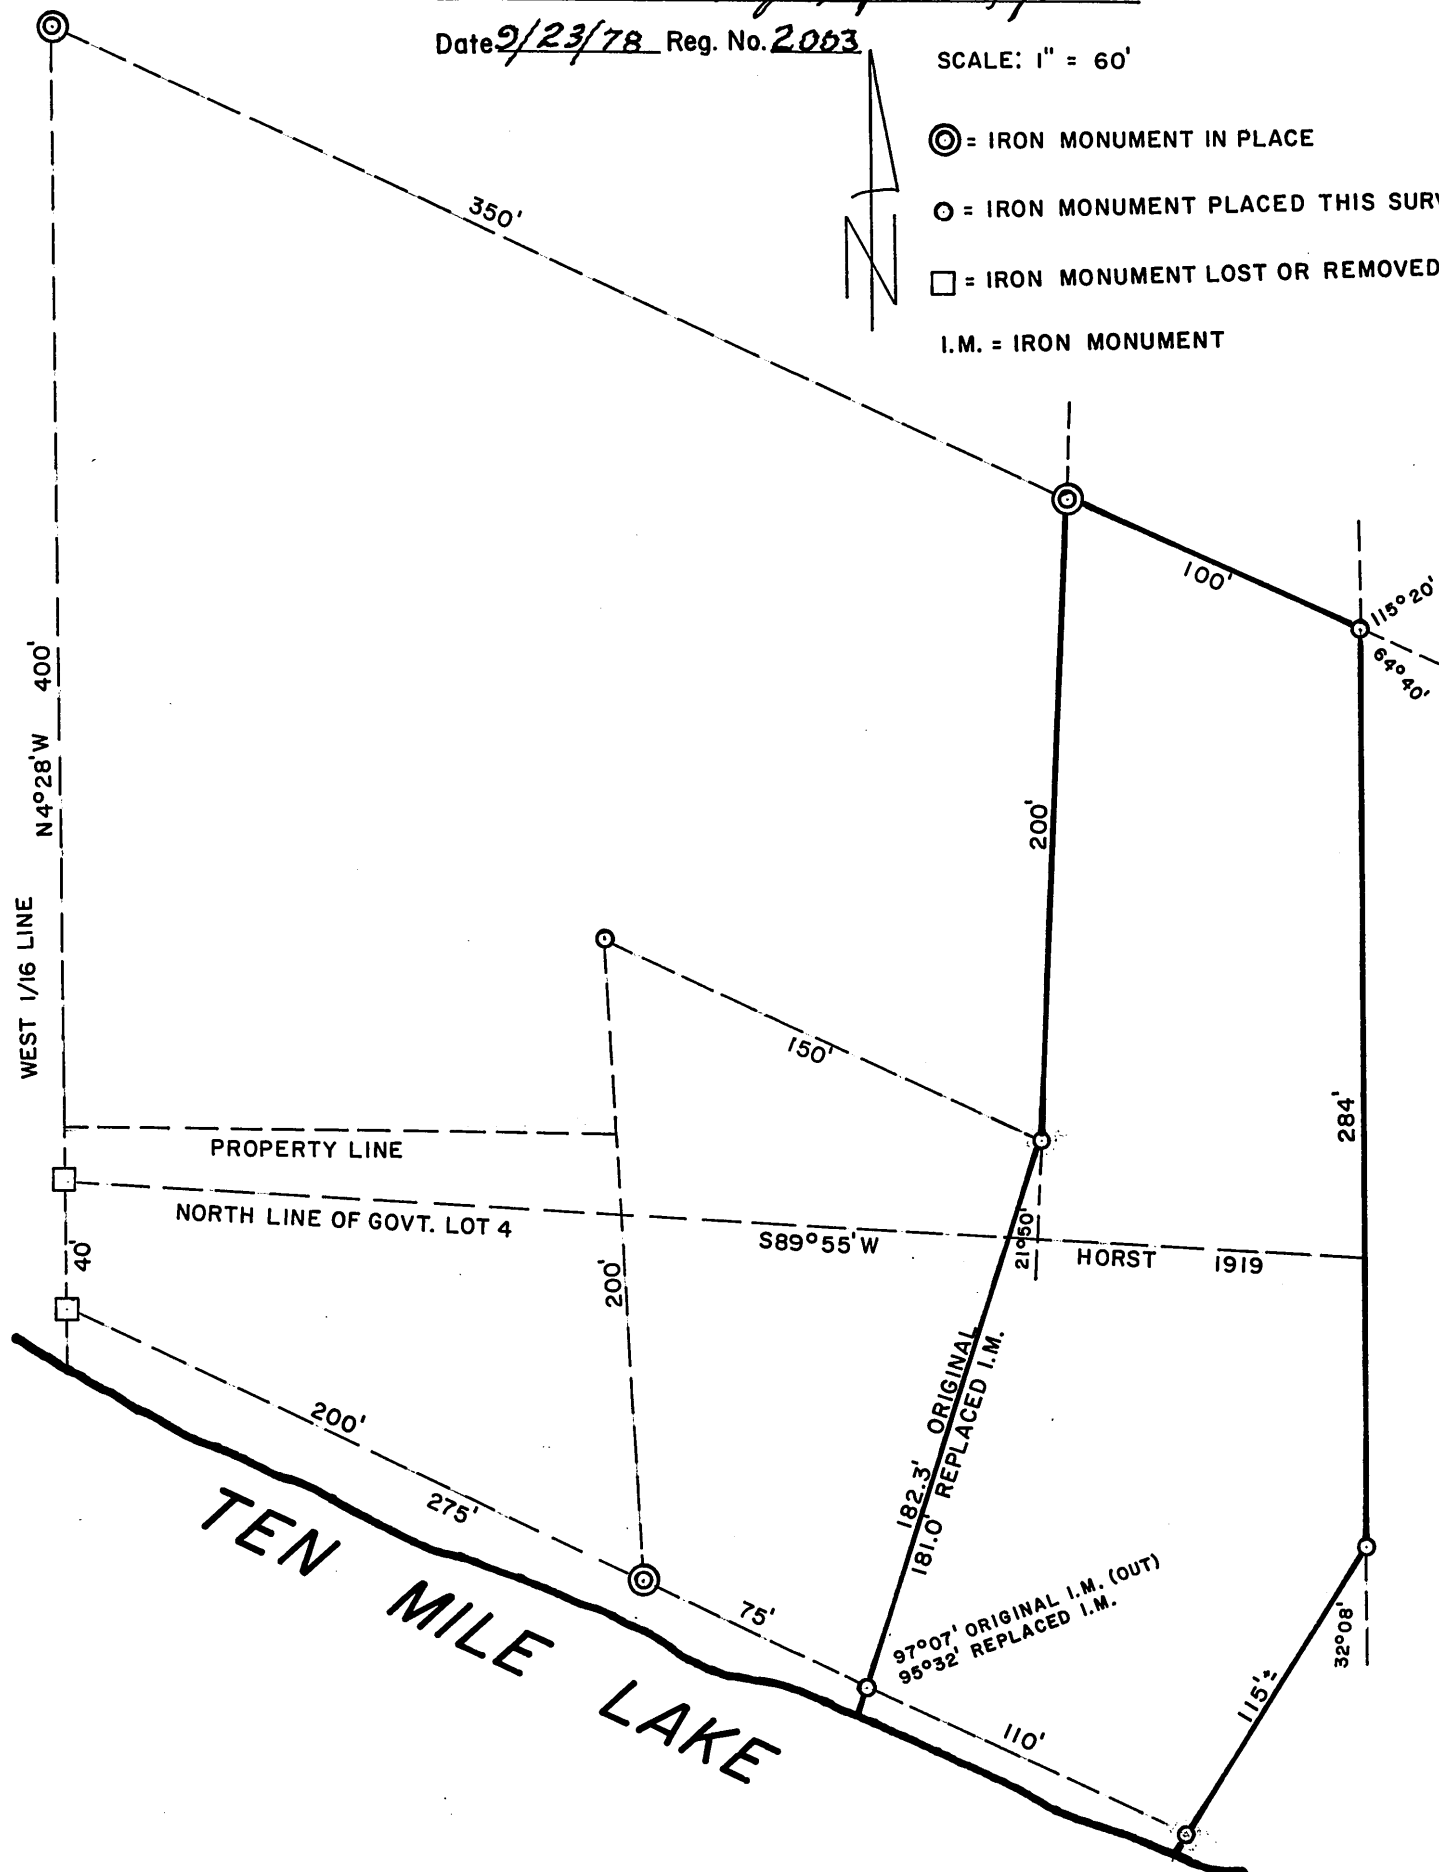 Date 9/23/78 Reg. No. 2053
SCALE: 1" = 60'
= IRON MONUMENT IN PLACE
= IRON MONUMENT PLACED THIS
= IRON MONUMENT LOST OR REMOVED
I.M. = IRON MONUMENT
N
350'
100'
115°20'
64°40'
WEST 1/16 LINE N4°28'W 400'
200'
150'
284'
PROPERTY LINE
NORTH LINE OF GOVT. LOT 4
S89°55'W
HORST 1919
21°50'
40'
200'
200'
275'
182.3' ORIGINAL
181.0' REPLACED I.M.
75'
97°07' ORIGINAL I.M. (OUT)
95°32' REPLACED I.M.
32°08'
115'±
110'
TEN MILE LAKE